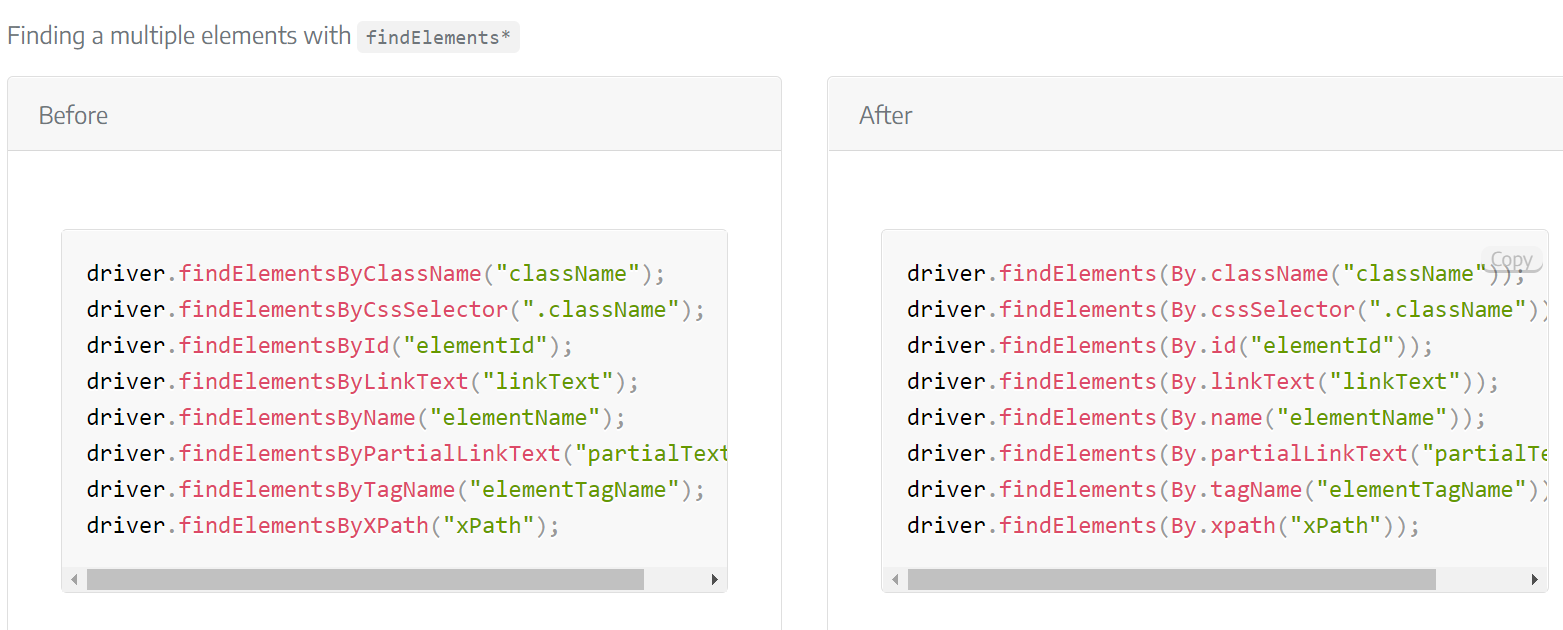 Finding a multiple elements with findElements*
Before
driver.findElementsByClassName("className");
driver.findElementsByCssSelector(".className");
driver.findElementsById("elementId");
driver.findElementsByLinkText("linkText");
driver.findElementsByName("elementName");
driver.findElementsByPartialLinkText("partialText
driver.findElementsByTagName("elementTagName");
driver.findElementsByXPath("xPath");
After
Copy
driver.findElements(By.className("className"));
driver.findElements(By.cssSelector(".className"))
driver.findElements(By.id("elementId"));
driver.findElements(By.linkText("linkText"));
driver.findElements(By.name("elementName"));
driver.findElements(By.partialLinkText("partialTe
driver.findElements(By.tagName("elementTagName"))
driver.findElements(By.xpath("xPath"));